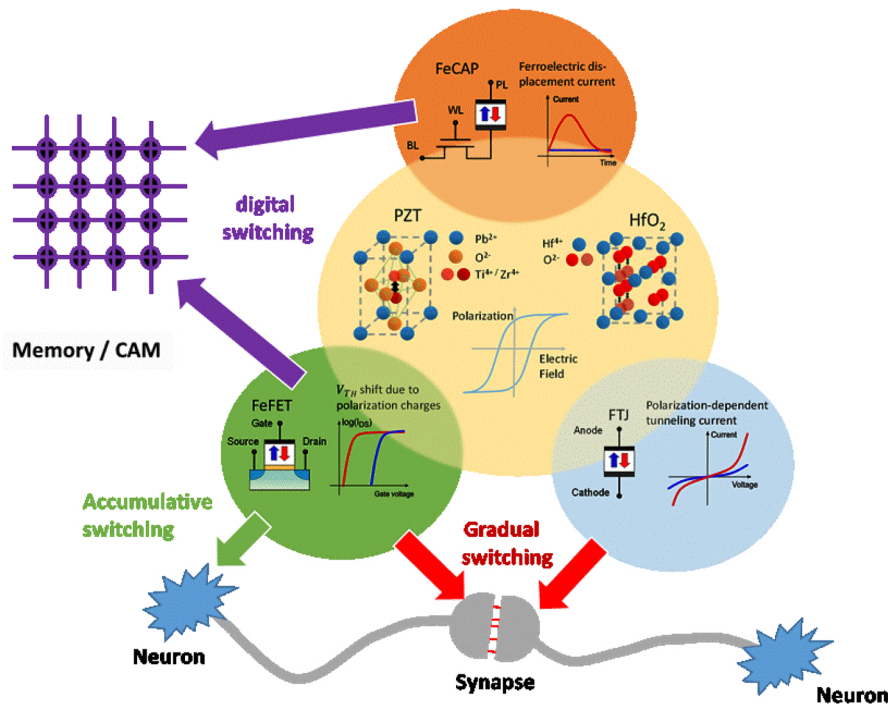 FeCAP
Ferroelectric dis-
placement current
PL
WL
BL
Current
Time
digital
switching
PZT
HfO2
Pb2+
O2-
Ti4+ / Zr4+
Hf4+
O2-
Polarization
Electric
Field
Memory / CAM
FeFET
Gate
Source
Drain
VTH shift due to
polarization charges
log(IDS)
Gate voltage
FTJ
Anode
Cathode
Polarization-dependent
tunneling current
Current
Voltage
Accumulative
switching
Gradual
switching
Neuron
Synapse
Neuron